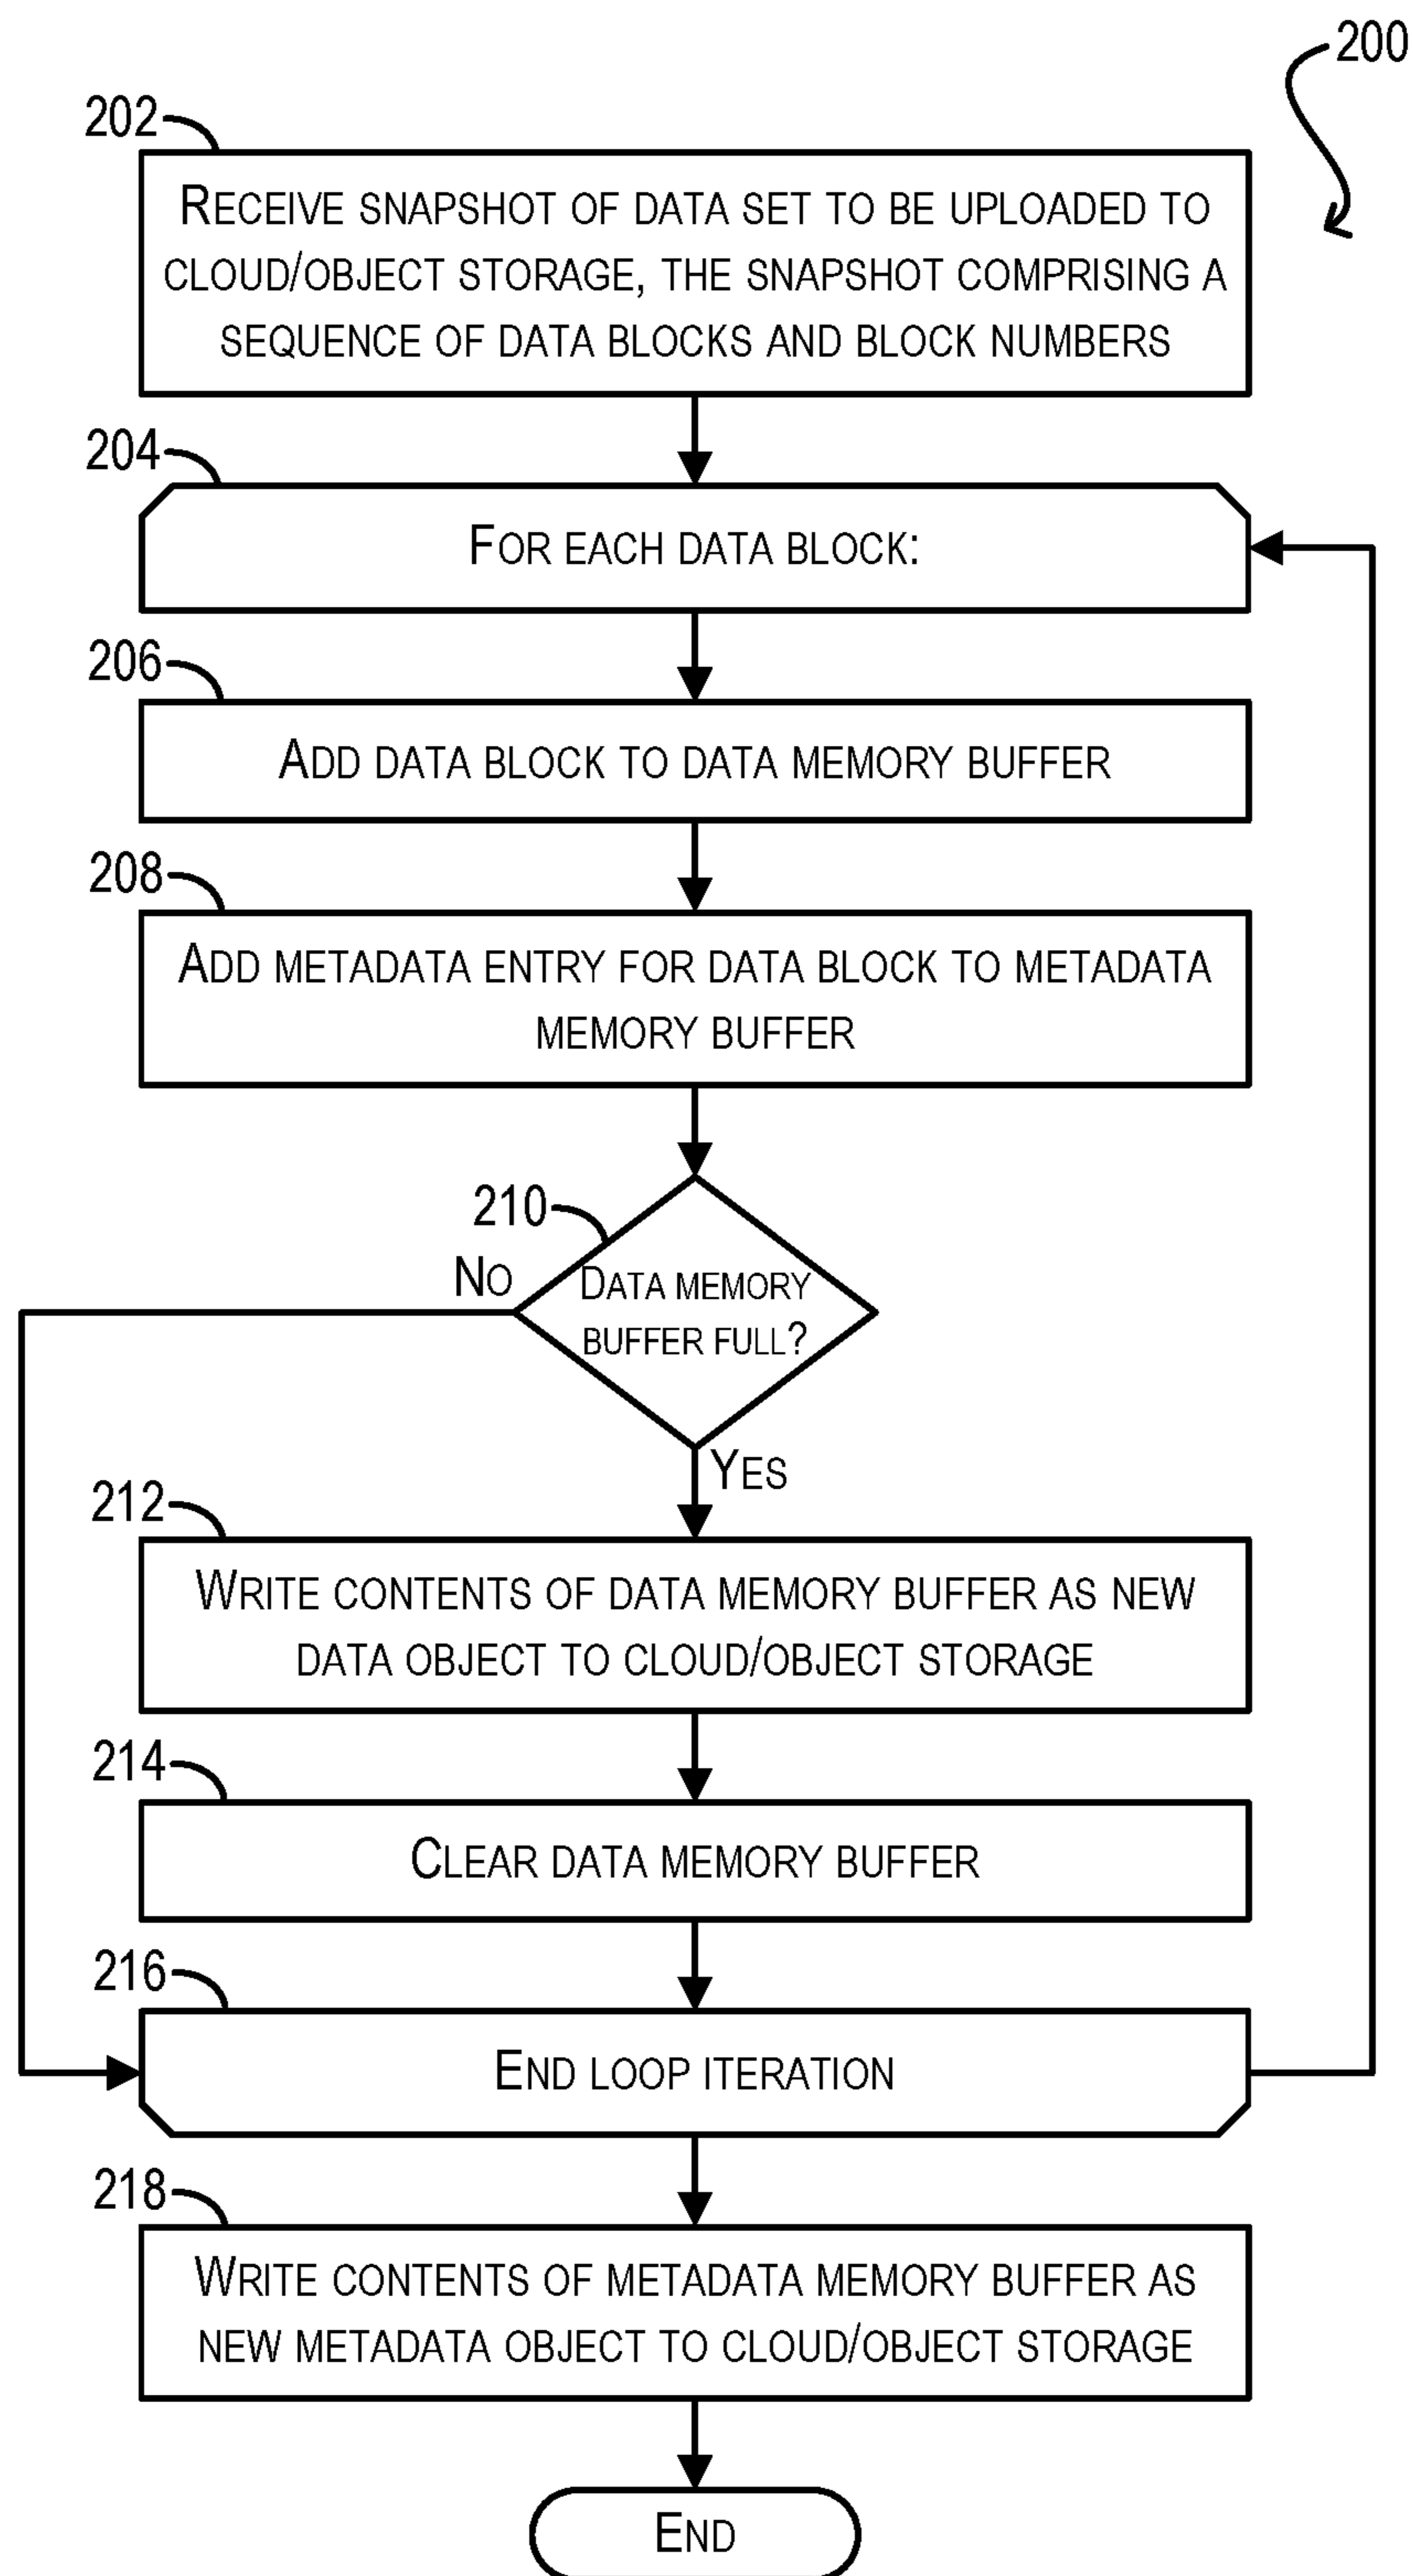 200
202
RECEIVE SNAPSHOT OF DATA SET TO BE UPLOADED TO
CLOUD/OBJECT STORAGE, THE SNAPSHOT COMPRISING A
SEQUENCE OF DATA BLOCKS AND BLOCK NUMBERS
204
FOR EACH DATA BLOCK:
206
ADD DATA BLOCK TO DATA MEMORY BUFFER
208
ADD METADATA ENTRY FOR DATA BLOCK TO METADATA
MEMORY BUFFER
210
NO
DATA MEMORY
BUFFER FULL?
YES
212
WRITE CONTENTS OF DATA MEMORY BUFFER AS NEW
DATA OBJECT TO CLOUD/OBJECT STORAGE
214
CLEAR DATA MEMORY BUFFER
216
END LOOP ITERATION
218
WRITE CONTENTS OF METADATA MEMORY BUFFER AS
NEW METADATA OBJECT TO CLOUD/OBJECT STORAGE
END